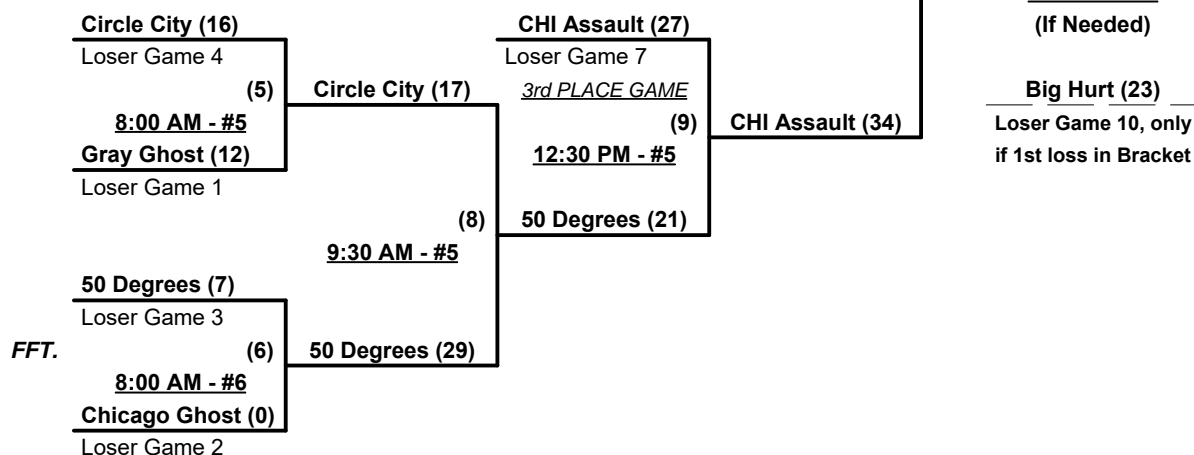 Circle City (16)
Loser Game 4
(5)
8:00 AM - #5
Gray Ghost (12)
Loser Game 1
Circle City (17)
50 Degrees (7)
Loser Game 3
FFT.
(6)
8:00 AM - #6
Chicago Ghost (0)
Loser Game 2
50 Degrees (29)
(8)
9:30 AM - #5
CHI Assault (27)
Loser Game 7
3rd PLACE GAME
(9)
12:30 PM - #5
50 Degrees (21)
CHI Assault (34)
(If Needed)
Big Hurt (23)
Loser Game 10, only
if 1st loss in Bracket